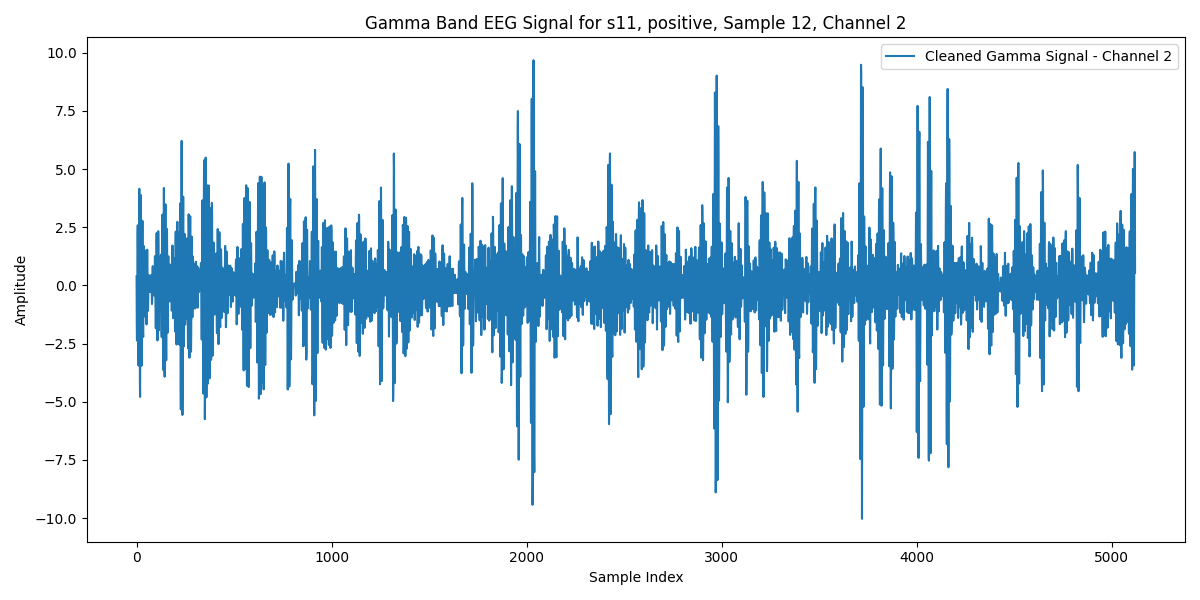 Gamma Band EEG Signal for s11, positive, Sample 12, Channel 2
Cleaned Gamma Signal - Channel 2
10.0
7.5
5.0
2.5
0.0
−2.5
−5.0
−7.5
−10.0
Amplitude
0 1000 2000 3000 4000 5000
Sample Index